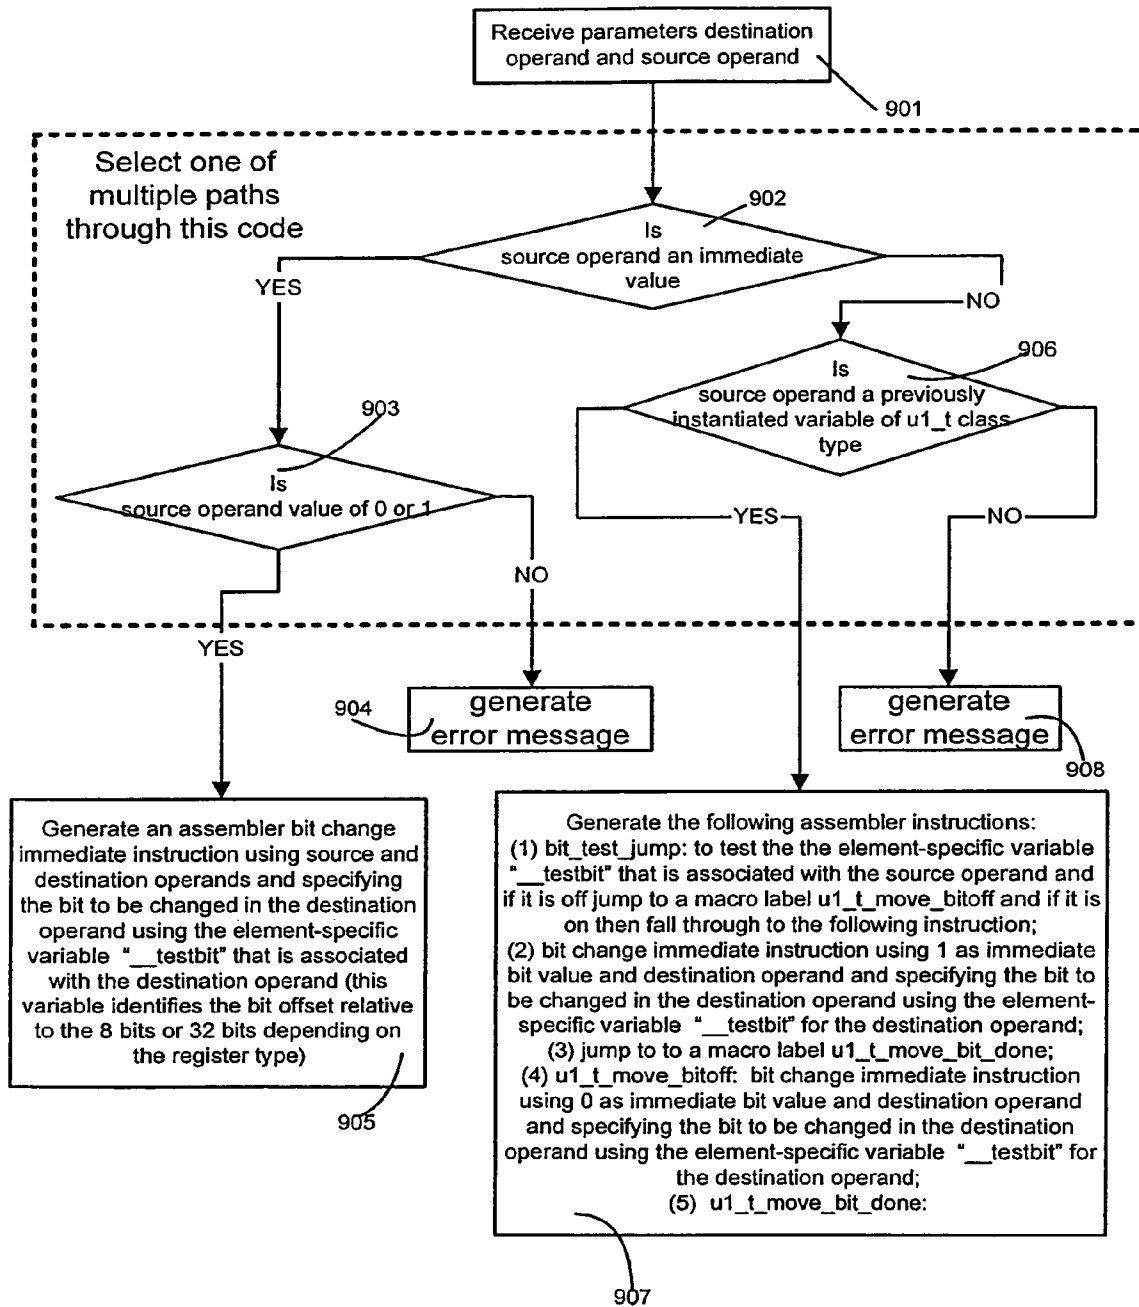 Receive parameters destination
operand and source operand
901
Select one of
multiple paths
through this code
902
Is
source operand an immediate
value
YES
NO
906
Is
source operand a previously
instantiated variable of u1_t class
type
903
Is
source operand value of 0 or 1
YES
NO
NO
YES
904
generate
error message
generate
error message
908
Generate an assembler bit change
immediate instruction using source and
destination operands and specifying
the bit to be changed in the destination
operand using the element-specific
variable "__testbit" that is associated
with the destination operand (this
variable identifies the bit offset relative
to the 8 bits or 32 bits depending on
the register type)
905
Generate the following assembler instructions:
(1) bit_test_jump: to test the the element-specific variable
"__testbit" that is associated with the source operand and
if it is off jump to a macro label u1_t_move_bitoff and if it is
on then fall through to the following instruction;
(2) bit change immediate instruction using 1 as immediate
bit value and destination operand and specifying the bit to
be changed in the destination operand using the element-
specific variable "__testbit" for the destination operand;
(3) jump to to a macro label u1_t_move_bit_done;
(4) u1_t_move_bitoff: bit change immediate instruction
using 0 as immediate bit value and destination operand
and specifying the bit to be changed in the destination
operand using the element-specific variable "__testbit" for
the destination operand;
(5) u1_t_move_bit_done:
907